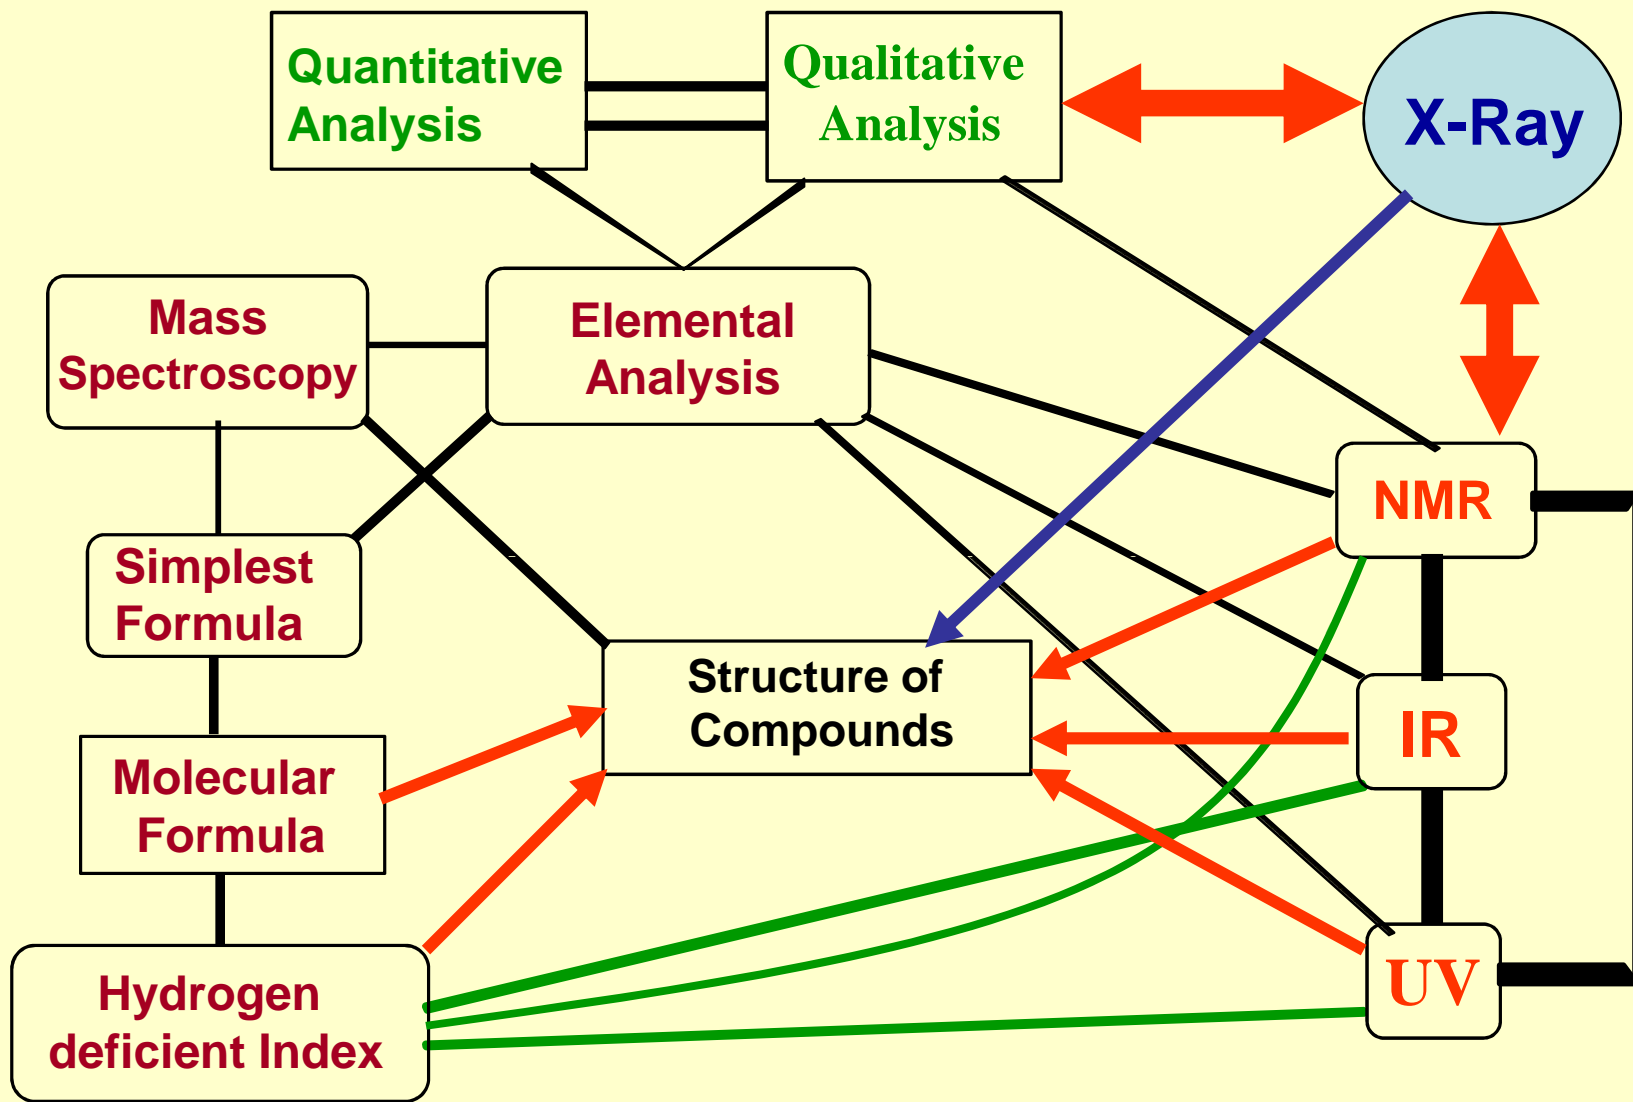 Quantitative
Analysis
Qualitative
Analysis
X-Ray
Mass
Spectroscopy
Elemental
Analysis
NMR
Simplest
Formula
Structure of
Compounds
IR
Molecular
Formula
UV
Hydrogen
deficient Index